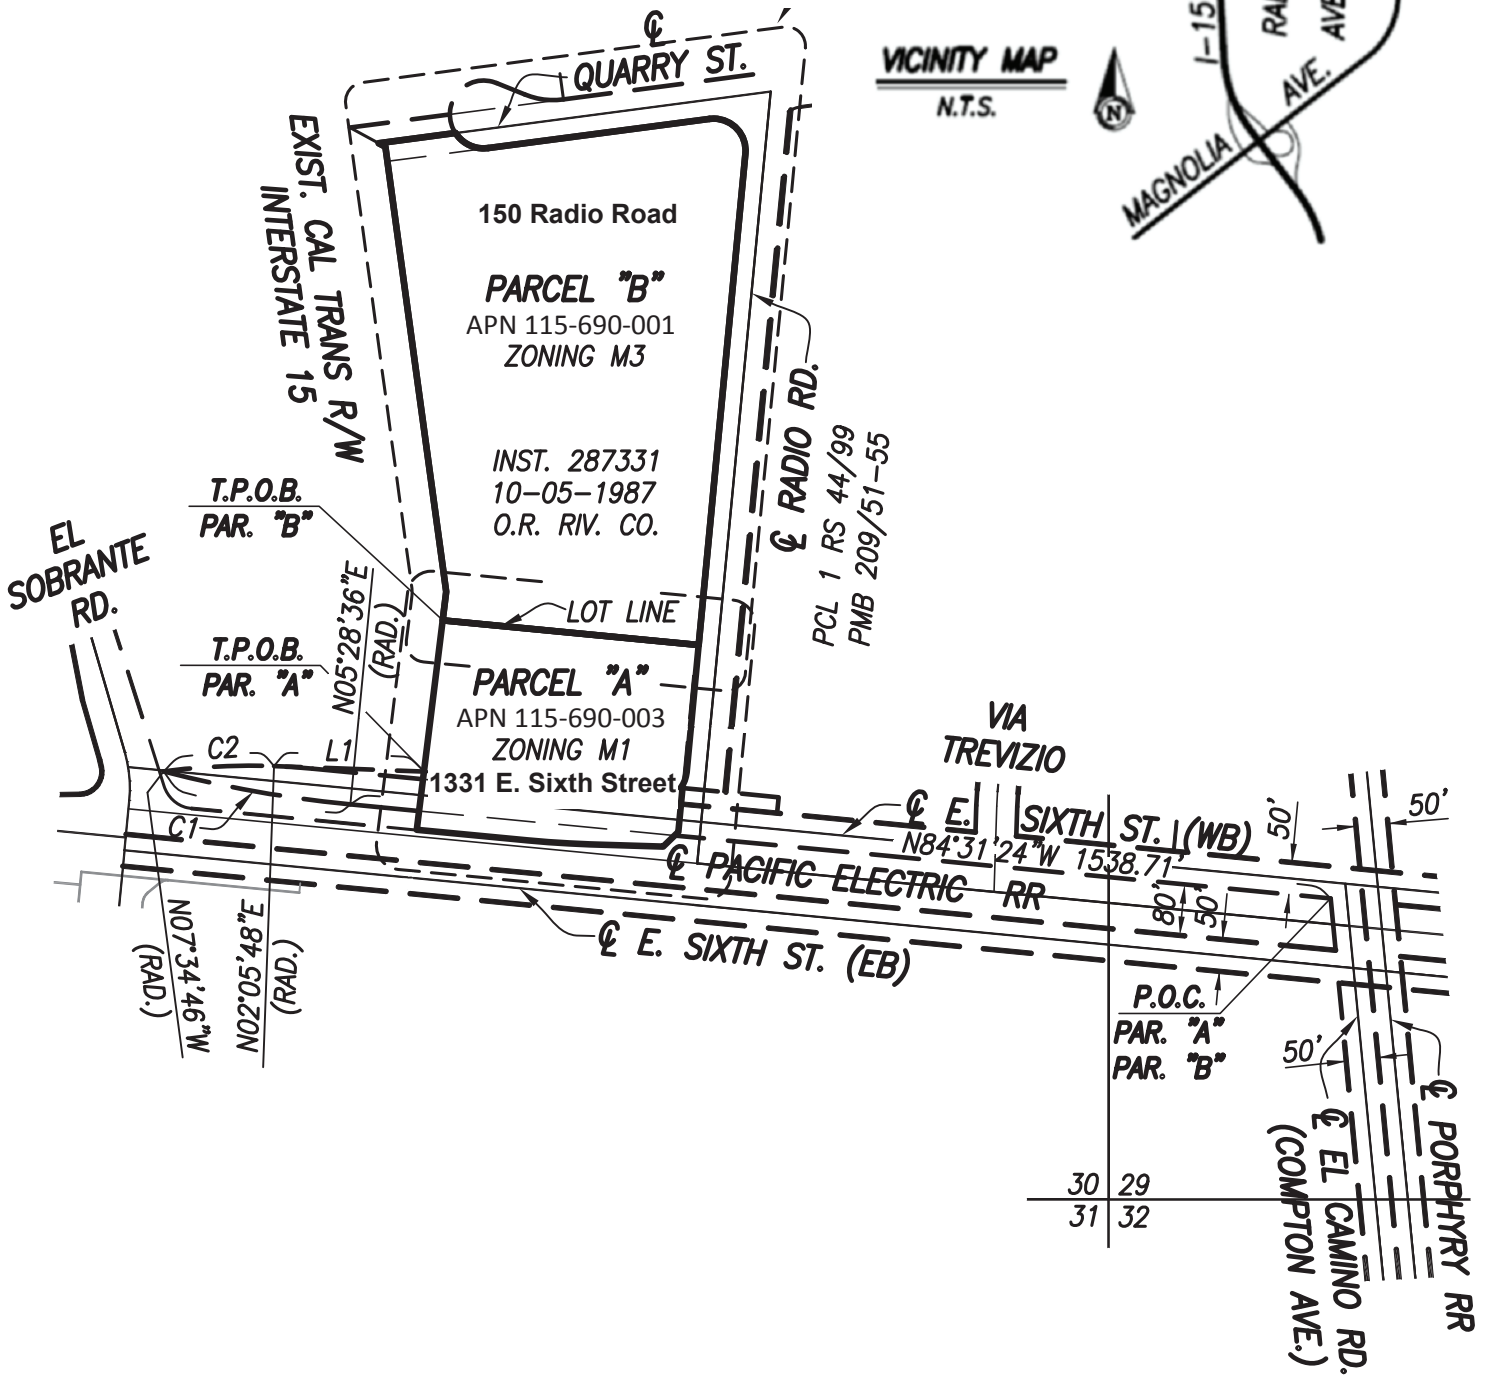 ℄
QUARRY ST.
VICINITY MAP
N.T.S.
N
I-15
AVE.
MAGNOLIA
AVE.
EXIST. CAL TRANS R/W
INTERSTATE 15
150 Radio Road
PARCEL "B"
APN 115-690-001
ZONING M3
INST. 287331
10-05-1987
O.R. RIV. CO.
℄ RADIO RD.
PCL 1 RS 44/99
PMB 209/51-55
T.P.O.B.
PAR. "B"
EL
SOBRANTE
RD.
T.P.O.B.
PAR. "A"
N05°28'36"E
(RAD.)
LOT LINE
PARCEL "A"
APN 115-690-003
ZONING M1
1331 E. Sixth Street
C2
L1
C1
VIA
TREVIZIO
℄ E. SIXTH ST. (WB)
N84°31'24"W 1538.71'
℄ PACIFIC ELECTRIC RR
℄ E. SIXTH ST. (EB)
50'
50'
80'
50'
N07°34'46"W
(RAD.)
N02°05'48"E
(RAD.)
P.O.C.
PAR. "A"
PAR. "B"
50'
30 29
31 32
℄ EL CAMINO RD.
(COMPTON AVE.)
℄ PORPHYRY RR